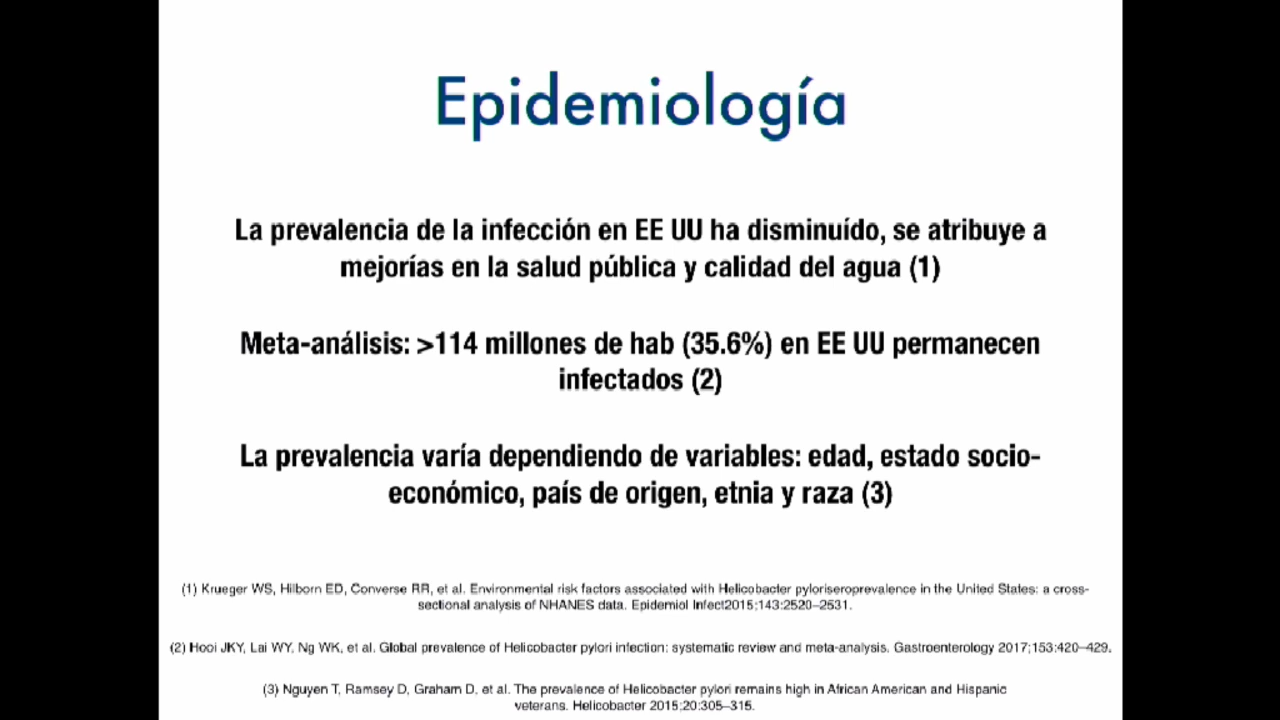 Epidemiología
La prevalencia de la infección en EE UU ha disminuído, se atribuye a
mejorías en la salud pública y calidad del agua (1)
Meta-análisis: >114 millones de hab (35.6%) en EE UU permanecen
infectados (2)
La prevalencia varía dependiendo de variables: edad, estado socio-
económico, país de origen, etnia y raza (3)
(1) Krueger WS, Hilborn ED, Converse RR, et al. Environmental risk factors associated with Helicobacter pyloriseroprevalence in the United States: a cross-
sectional analysis of NHANES data. Epidemiol Infect2015;143:2520–2531.
(2) Hooi JKY, Lai WY, Ng WK, et al. Global prevalence of Helicobacter pylori infection: systematic review and meta-analysis. Gastroenterology 2017;153:420–429.
(3) Nguyen T, Ramsey D, Graham D, et al. The prevalence of Helicobacter pylori remains high in African American and Hispanic
veterans. Helicobacter 2015;20:305–315.